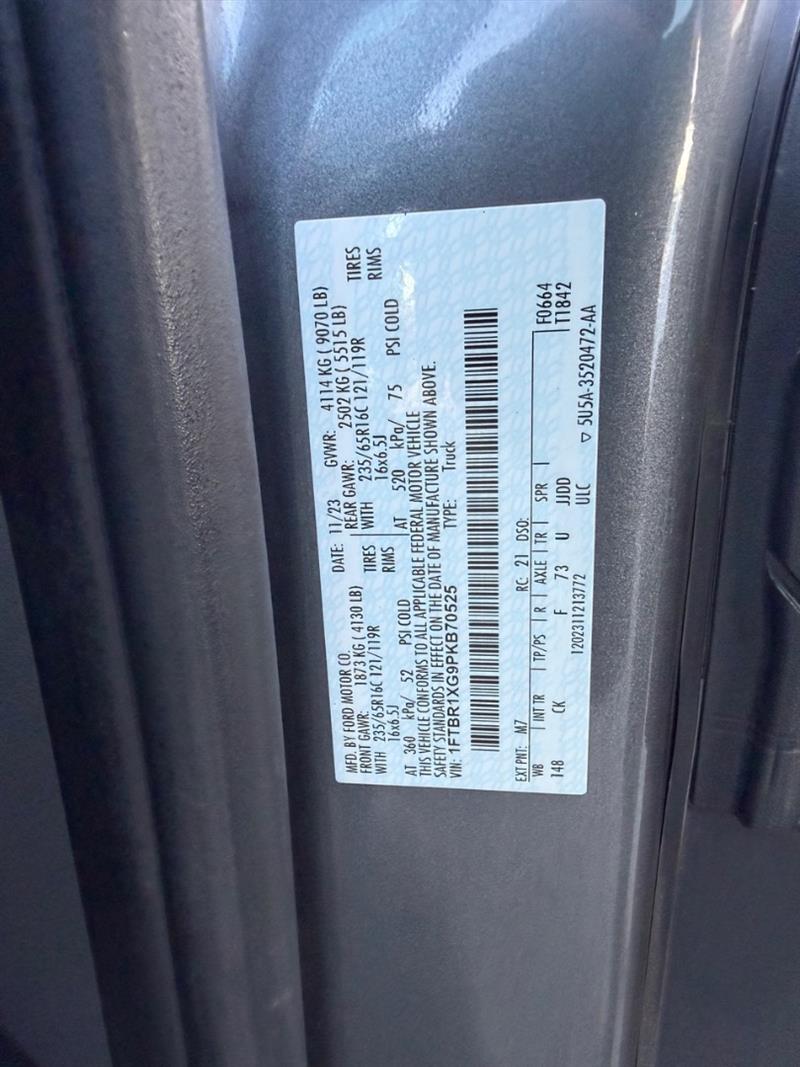 MFD. BY FORD MOTOR CO. DATE: 11/23 GVWR: 4114 KG ( 9070 LB)
FRONT GAWR: 1873 KG ( 4130 LB) REAR GAWR: 2502 KG ( 5515 LB)
WITH 235/65R16C 121/119R TIRES WITH 235/65R16C 121/119R TIRES
16x6.5J RIMS 16x6.5J RIMS
AT 360 kPa/ 52 PSI COLD AT 520 kPa/ 75 PSI COLD
THIS VEHICLE CONFORMS TO ALL APPLICABLE FEDERAL MOTOR VEHICLE
SAFETY STANDARDS IN EFFECT ON THE DATE OF MANUFACTURE SHOWN ABOVE.
VIN: 1FTBR1XG9PKB70525 TYPE: Truck
EXT PNT: M7 RC: 21 DSO:
WB INT TR TP/PS R AXLE TR SPR F0664
148 CK F 73 U JJDD T1842
1202311213772 ULC
▽ 5U5A-3520472-AA